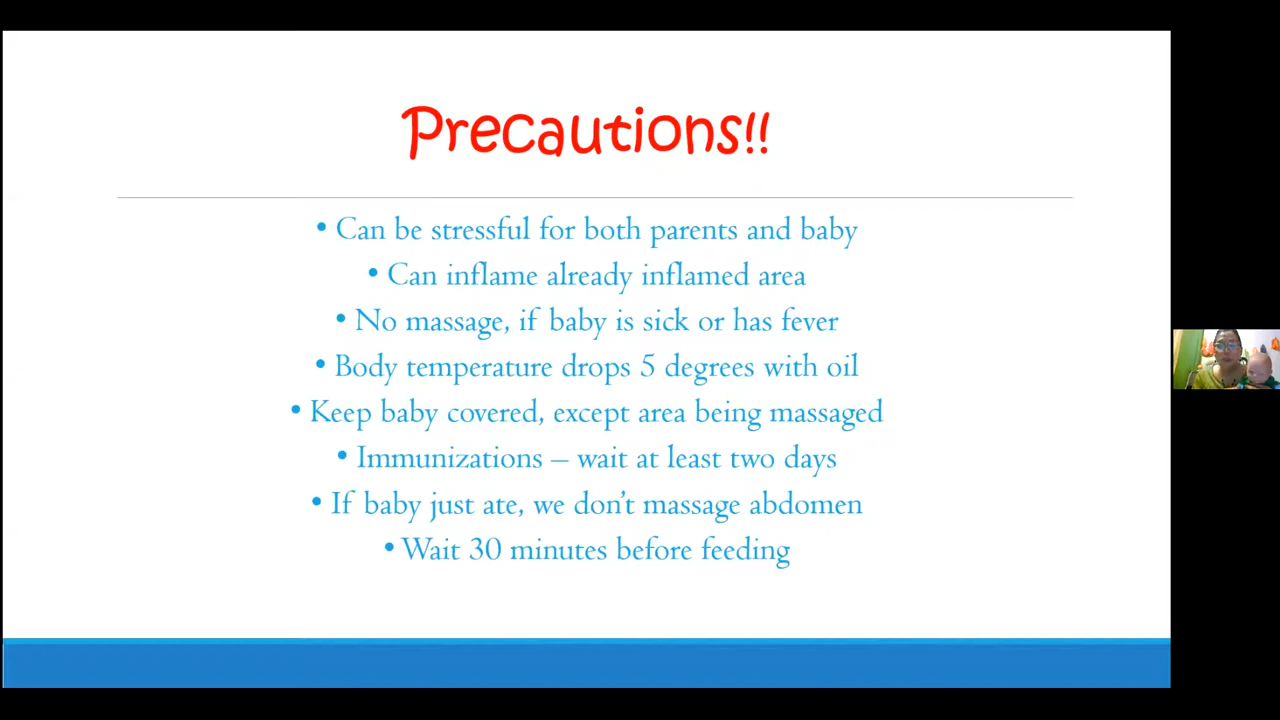 Precautions!!
• Can be stressful for both parents and baby
• Can inflame already inflamed area
• No massage, if baby is sick or has fever
• Body temperature drops 5 degrees with oil
• Keep baby covered, except area being massaged
• Immunizations – wait at least two days
• If baby just ate, we don't massage abdomen
• Wait 30 minutes before feeding